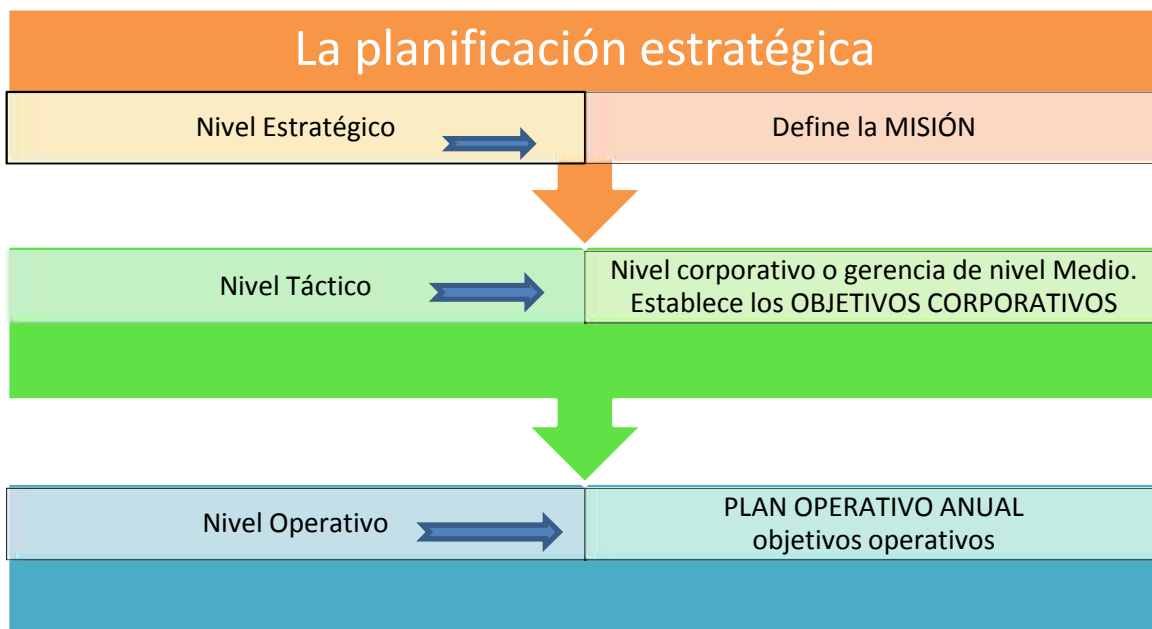 La planificación estratégica
Nivel Estratégico
Define la MISIÓN
Nivel Táctico
Nivel corporativo o gerencia de nivel Medio.
Establece los OBJETIVOS CORPORATIVOS
Nivel Operativo
PLAN OPERATIVO ANUAL
objetivos operativos